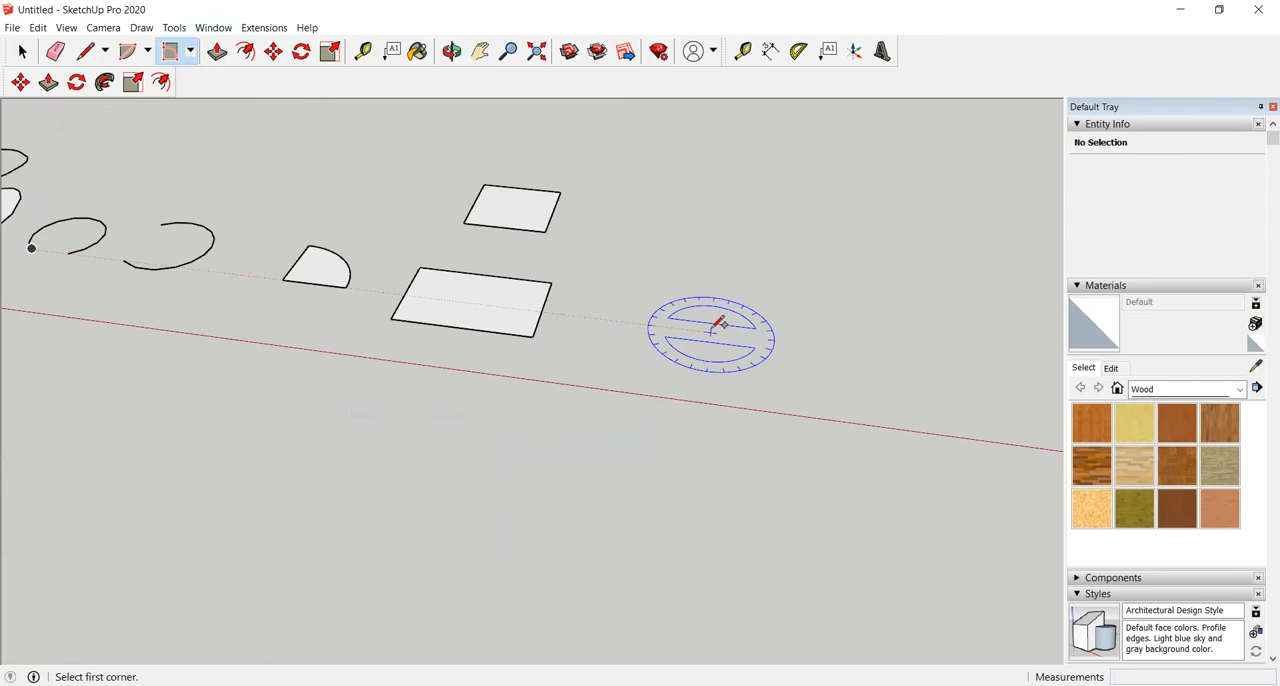 Untitled - SketchUp Pro 2020
File Edit View Camera Draw Tools Window Extensions Help
A1 A1
Default Tray
Entity Info
No Selection
Materials
Default
Select Edit
Wood
Components
Styles
Architectural Design Style
Default face colors. Profile
edges. Light blue sky and
gray background color.
Select first corner. Measurements